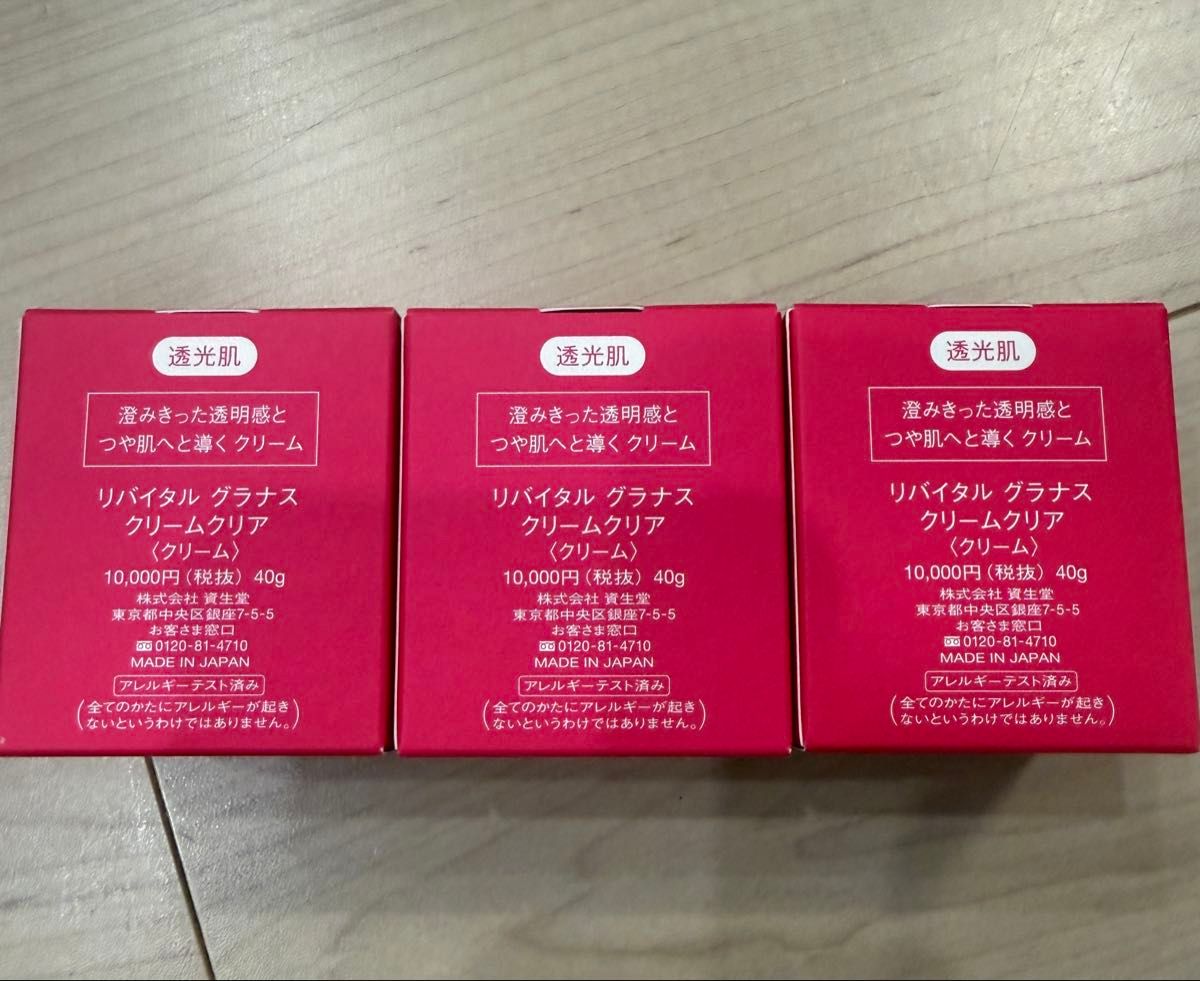 透光肌
澄みきった透明感と
つや肌へと導くクリーム
リバイタル グラナス
クリームクリア
〈クリーム〉
10,000円(税抜) 40g
株式会社 資生堂
東京都中央区銀座7-5-5
お客さま窓口
0120-81-4710
MADE IN JAPAN
アレルギーテスト済み
(全てのかたにアレルギーが起き
ないというわけではありません。)
透光肌
澄みきった透明感と
つや肌へと導くクリーム
リバイタル グラナス
クリームクリア
〈クリーム〉
10,000円(税抜) 40g
株式会社 資生堂
東京都中央区銀座7-5-5
お客さま窓口
0120-81-4710
MADE IN JAPAN
アレルギーテスト済み
(全てのかたにアレルギーが起き
ないというわけではありません。)
透光肌
澄みきった透明感と
つや肌へと導くクリーム
リバイタル グラナス
クリームクリア
〈クリーム〉
10,000円(税抜) 40g
株式会社 資生堂
東京都中央区銀座7-5-5
お客さま窓口
0120-81-4710
MADE IN JAPAN
アレルギーテスト済み
(全てのかたにアレルギーが起き
ないというわけではありません。)